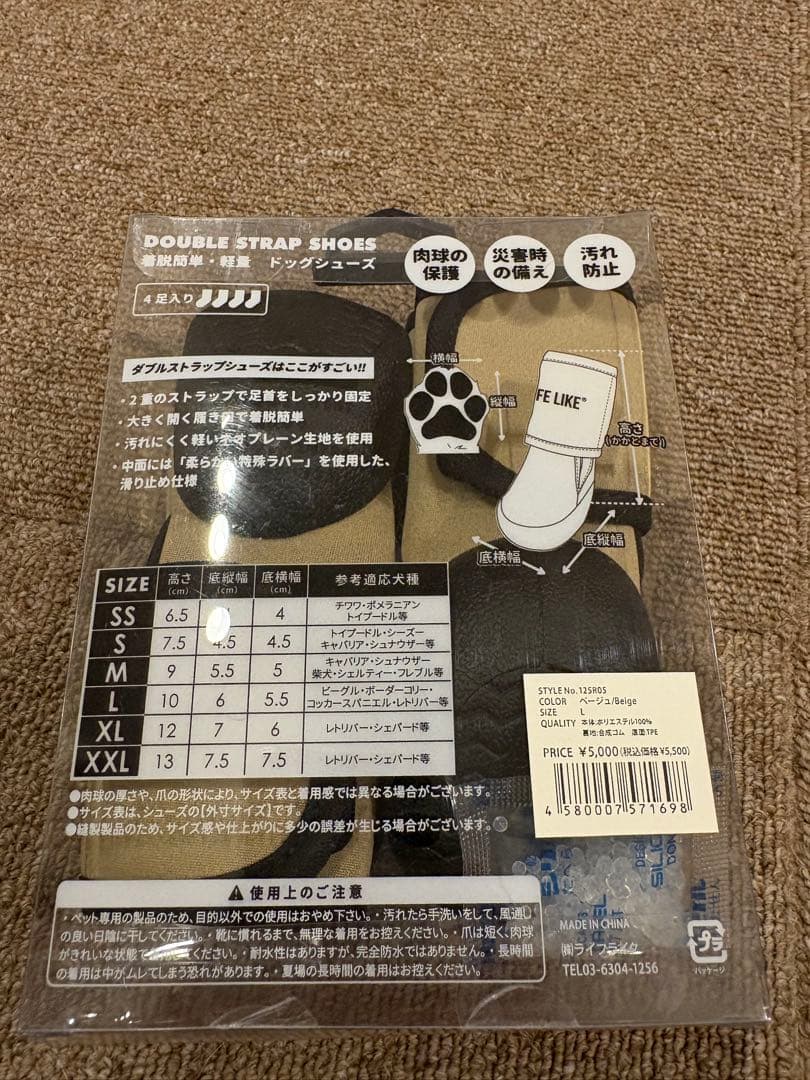 DOUBLE STRAP SHOES
着脱簡単・軽量 ドッグシューズ
4足入り
肉球の
保護
災害時
の備え
汚れ
防止
ダブルストラップシューズはここがすごい!!
・2重のストラップで足首をしっかり固定
・大きく開く履き口で着脱簡単
・汚れにくく軽いネオプレーン生地を使用
・中面には「柔らかい特殊ラバー」を使用した、
滑り止め仕様
横幅
縦幅
FE LIKE®
高さ
(かかとまで)
底横幅
底縦幅
SIZE 高さ(cm) 底縦幅(cm) 底横幅(cm) 参考適応犬種
SS 6.5 4 チワワ・ポメラニアン
トイプードル等
S 7.5 4.5 4.5 トイプードル・シーズー
キャバリア・シュナウザー等
M 9 5.5 5 キャバリア・シュナウザー
柴犬・シェルティー・フレブル等
L 10 6 5.5 ビーグル・ボーダーコリー・
コッカースパニエル・レトリバー等
XL 12 7 6 レトリバー・シェパード等
XXL 13 7.5 7.5 レトリバー・シェパード等
●肉球の厚さや、爪の形状により、サイズ表と着用感では異なる場合がございます。
●サイズ表は、シューズの【外寸サイズ】です。
●縫製製品のため、サイズ感や仕上がりに多少の誤差が生じる場合がございます。
STYLE No. 125R05
COLOR ベージュ/Beige
SIZE L
QUALITY 本体:ポリエステル100%
裏地:合成ゴム 底面:TPE
PRICE ¥5,000(税込価格¥5,500)
4 580007 571698
使用上のご注意
・ペット専用の製品のため、目的以外での使用はおやめ下さい。・汚れたら手洗いをして、風通し
の良い日陰に干してください。・靴に慣れるまで、無理な着用をお控えください。・爪は短く、肉球
がきれいな状態で着用してください。・耐水性はありますが、完全防水ではありません。・長時間
の着用は中がムレてしまう恐れがあります。・夏場の長時間の着用はお控えください。
MADE IN CHINA
㈱ライフライク
TEL03-6304-1256
プラ
パッケージ